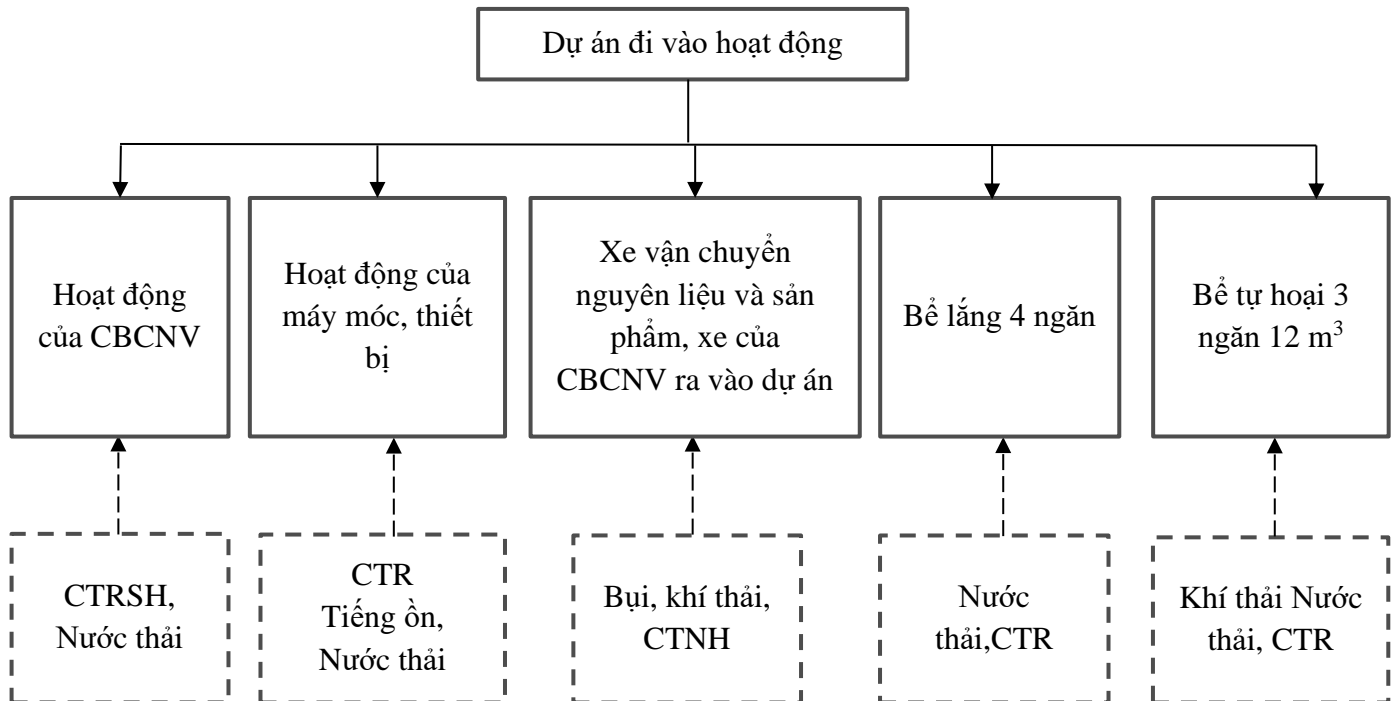 Dự án đi vào hoạt động
Hoạt động
của CBCNV
Hoạt động của
máy móc, thiết
bị
Xe vận chuyển
nguyên liệu và sản
phẩm, xe của
CBCNV ra vào dự án
Bể lắng 4 ngăn
Bể tự hoại 3
ngăn 12 m³
CTRSH,
Nước thải
CTR
Tiếng ồn,
Nước thải
Bụi, khí thải,
CTNH
Nước
thải,CTR
Khí thải Nước
thải, CTR